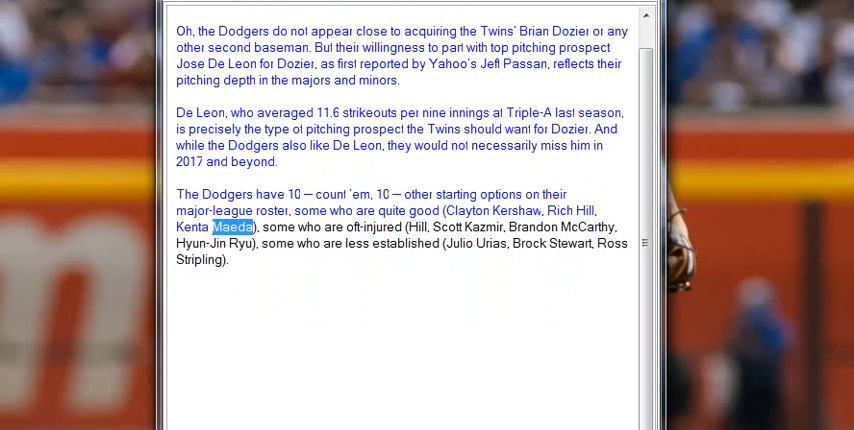 Oh, the Dodgers do not appear close to acquiring the Twins' Brian Dozier or any
other second baseman. But their willingness to part with top pitching prospect
Jose De Leon for Dozier, as first reported by Yahoo's Jeff Passan, reflects their
pitching depth in the majors and minors.
De Leon, who averaged 11.6 strikeouts per nine innings at Triple-A last season,
is precisely the type of pitching prospect the Twins should want for Dozier. And
while the Dodgers also like De Leon, they would not necessarily miss him in
2017 and beyond.
The Dodgers have 10 — count 'em, 10 — other starting options on their
major-league roster, some who are quite good (Clayton Kershaw, Rich Hill,
Kenta Maeda), some who are oft-injured (Hill, Scott Kazmir, Brandon McCarthy,
Hyun-Jin Ryu), some who are less established (Julio Urias, Brock Stewart, Ross
Stripling).